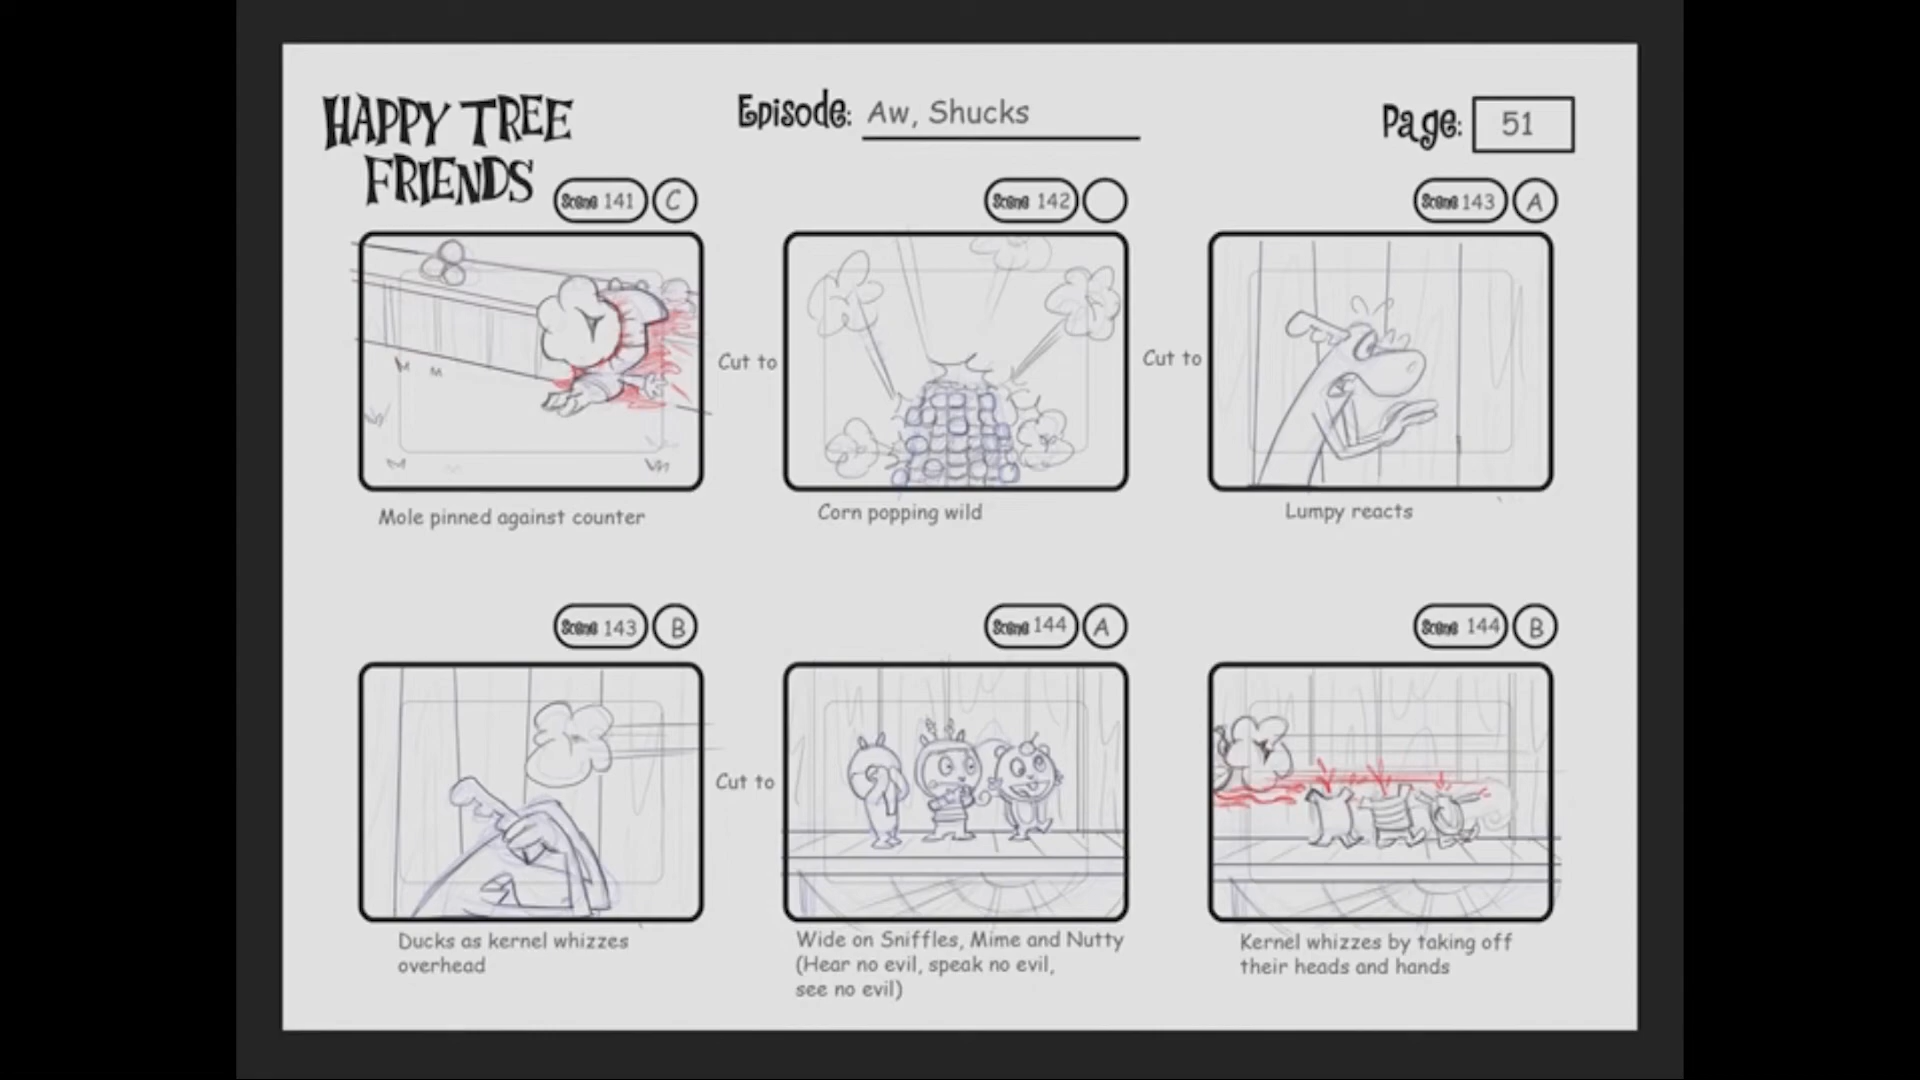 HAPPY TREE
FRIENDS
Episode: Aw, Shucks
Page: 51
Scene 141 C
Scene 142
Scene 143 A
Cut to
Cut to
Mole pinned against counter
Corn popping wild
Lumpy reacts
Scene 143 B
Scene 144 A
Scene 144 B
Cut to
Ducks as kernel whizzes
overhead
Wide on Sniffles, Mime and Nutty
(Hear no evil, speak no evil,
see no evil)
Kernel whizzes by taking off
their heads and hands